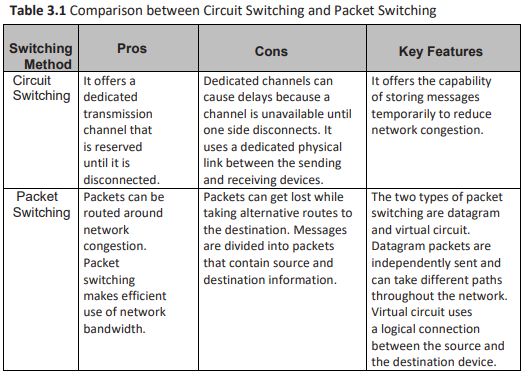 Table 3.1 Comparison between Circuit Switching and Packet Switching
Switching
Method
Pros
Cons
Key Features
Circuit
Switching
It offers a
dedicated
transmission
channel that
is reserved
until it is
disconnected.
Dedicated channels can
cause delays because a
channel is unavailable until
one side disconnects. It
uses a dedicated physical
link between the sending
and receiving devices.
It offers the capability
of storing messages
temporarily to reduce
network congestion.
Packet
Switching
Packets can be
routed around
network
congestion.
Packet
switching
makes efficient
use of network
bandwidth.
Packets can get lost while
taking alternative routes to
the destination. Messages
are divided into packets
that contain source and
destination information.
The two types of packet
switching are datagram
and virtual circuit.
Datagram packets are
independently sent and
can take different paths
throughout the network.
Virtual circuit uses
a logical connection
between the source and
the destination device.